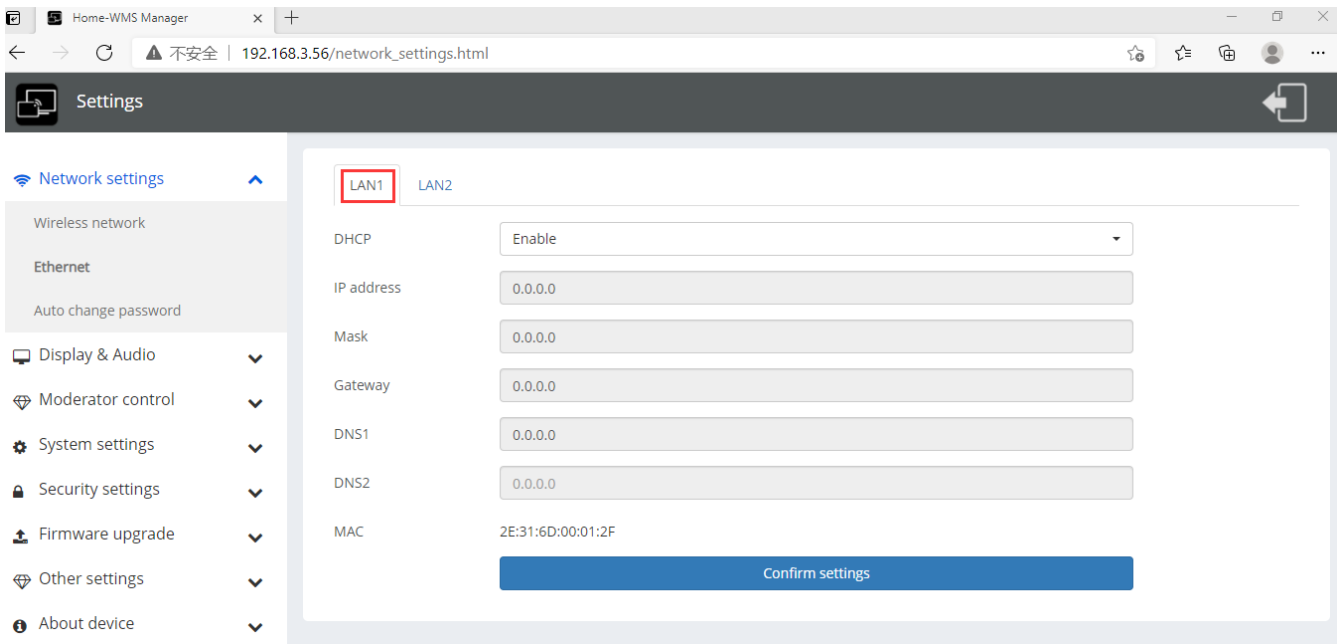 Home-WMS Manager
不安全 192.168.3.56/network_settings.html
Settings
Network settings
Wireless network
Ethernet
Auto change password
Display & Audio
Moderator control
System settings
Security settings
Firmware upgrade
Other settings
About device
LAN1 LAN2
DHCP Enable
IP address 0.0.0.0
Mask 0.0.0.0
Gateway 0.0.0.0
DNS1 0.0.0.0
DNS2 0.0.0.0
MAC 2E:31:6D:00:01:2F
Confirm settings